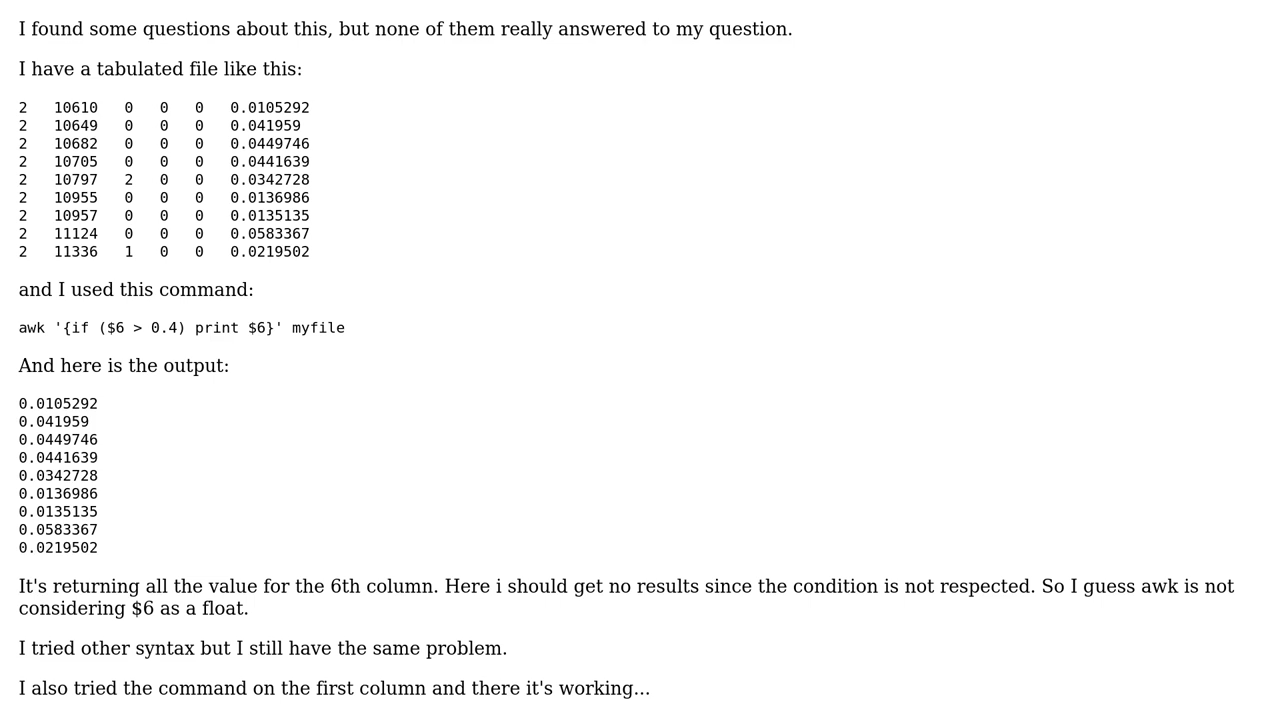 I found some questions about this, but none of them really answered to my question.
I have a tabulated file like this:
2   10610   0   0   0   0.0105292
2   10649   0   0   0   0.041959
2   10682   0   0   0   0.0449746
2   10705   0   0   0   0.0441639
2   10797   2   0   0   0.0342728
2   10955   0   0   0   0.0136986
2   10957   0   0   0   0.0135135
2   11124   0   0   0   0.0583367
2   11336   1   0   0   0.0219502
and I used this command:
awk '{if ($6 > 0.4) print $6}' myfile
And here is the output:
0.0105292
0.041959
0.0449746
0.0441639
0.0342728
0.0136986
0.0135135
0.0583367
0.0219502
It's returning all the value for the 6th column. Here i should get no results since the condition is not respected. So I guess awk is not
considering $6 as a float.
I tried other syntax but I still have the same problem.
I also tried the command on the first column and there it's working...